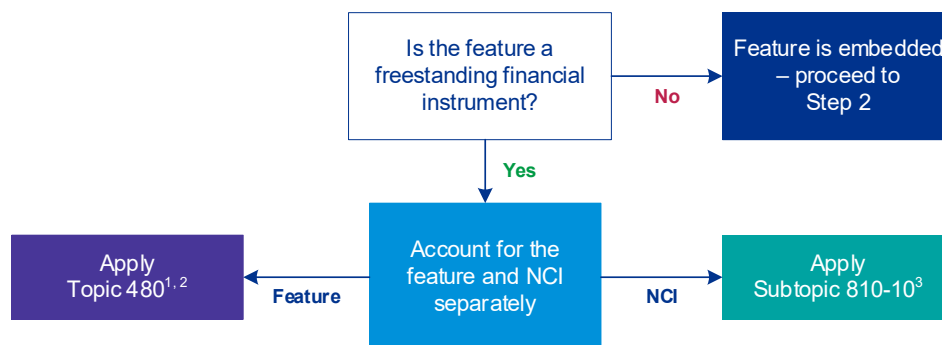 Is the feature a
freestanding financial
instrument?
No
Feature is embedded
– proceed to
Step 2
Yes
Apply
Topic 480¹˒ ²
Feature
Account for the
feature and NCI
separately
NCI
Apply
Subtopic 810-10³